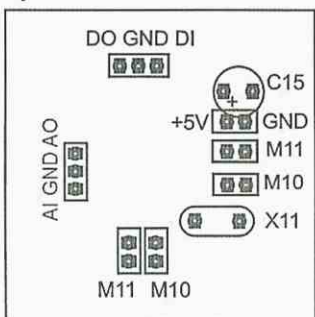 DO GND DI
C15
+
+5V GND
M11
AI GND AO
M10
X11
M11 M10